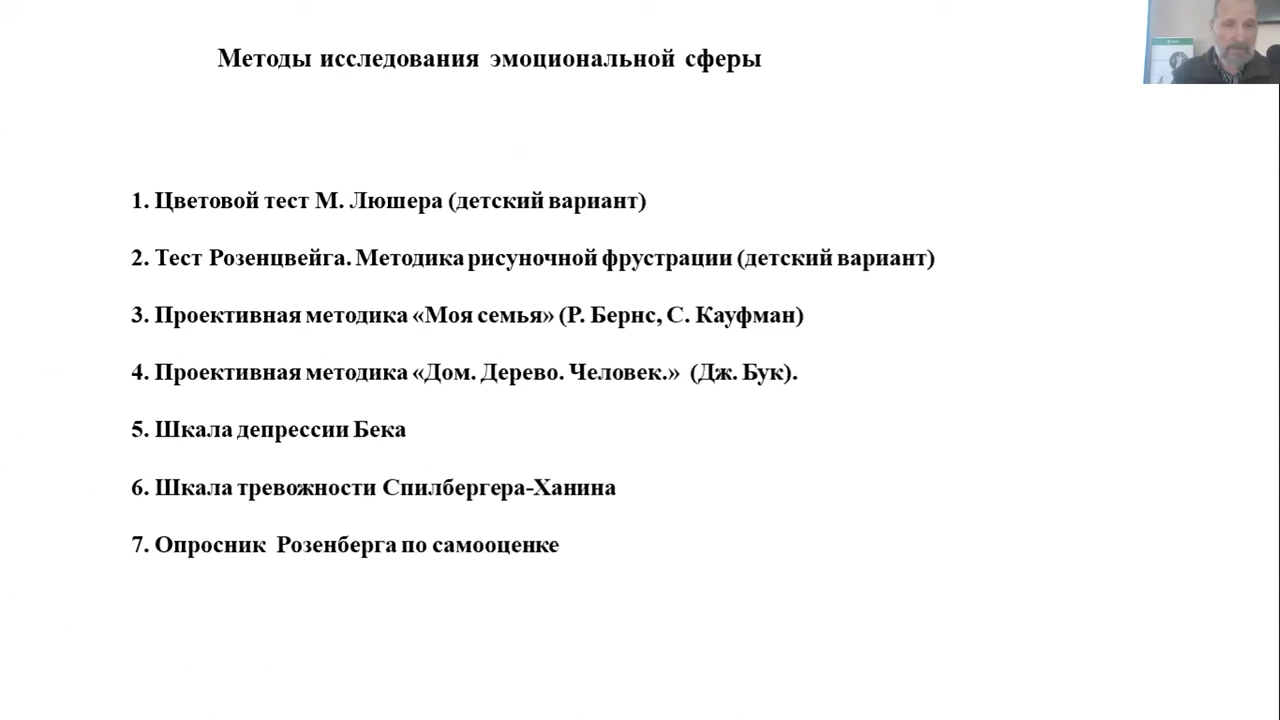 Методы исследования эмоциональной сферы
1. Цветовой тест М. Люшера (детский вариант)
2. Тест Розенцвейга. Методика рисуночной фрустрации (детский вариант)
3. Проективная методика «Моя семья» (Р. Бернс, С. Кауфман)
4. Проективная методика «Дом. Дерево. Человек.» (Дж. Бук).
5. Шкала депрессии Бека
6. Шкала тревожности Спилбергера-Ханина
7. Опросник Розенберга по самооценке